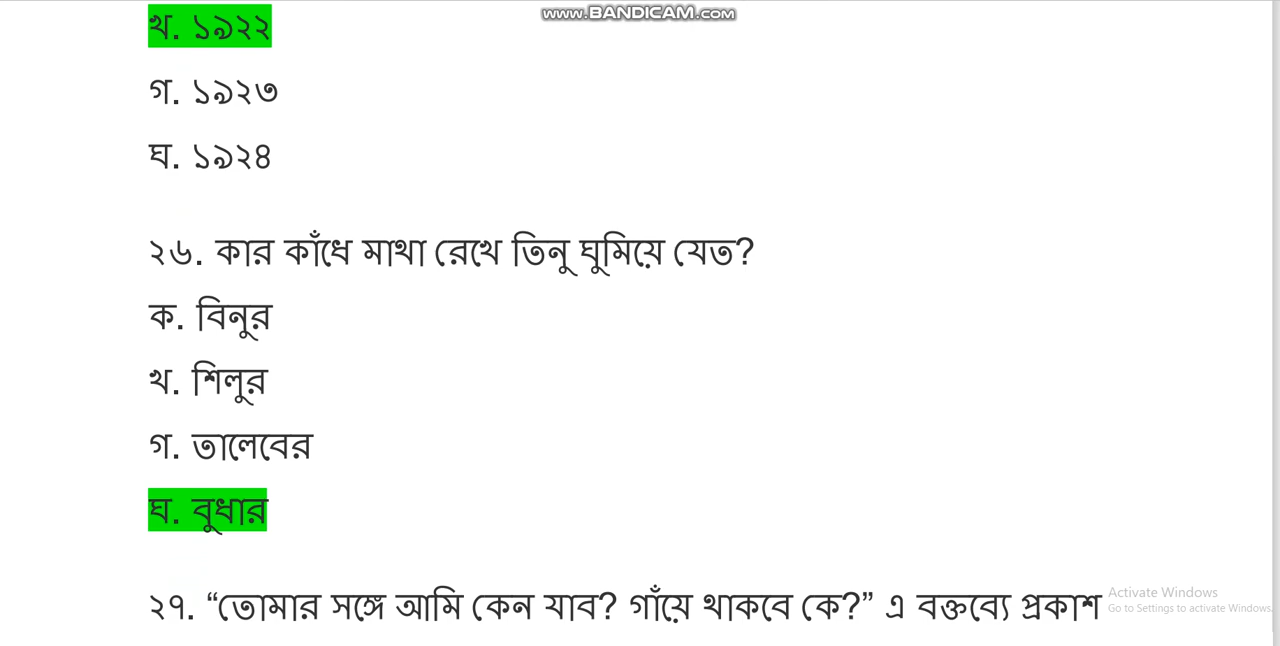 www.BANDICAM.com
খ. ১৯২২
গ. ১৯২৩
ঘ. ১৯২৪
২৬. কার কাঁধে মাথা রেখে তিনু ঘুমিয়ে যেত?
ক. বিনুর
খ. শিলুর
গ. তালেবের
ঘ. বুধার
২৭. “তোমার সঙ্গে আমি কেন যাব? গাঁয়ে থাকবে কে?” এ বক্তব্যে প্রকাশ
Activate Windows
Go to Settings to activate Windows.